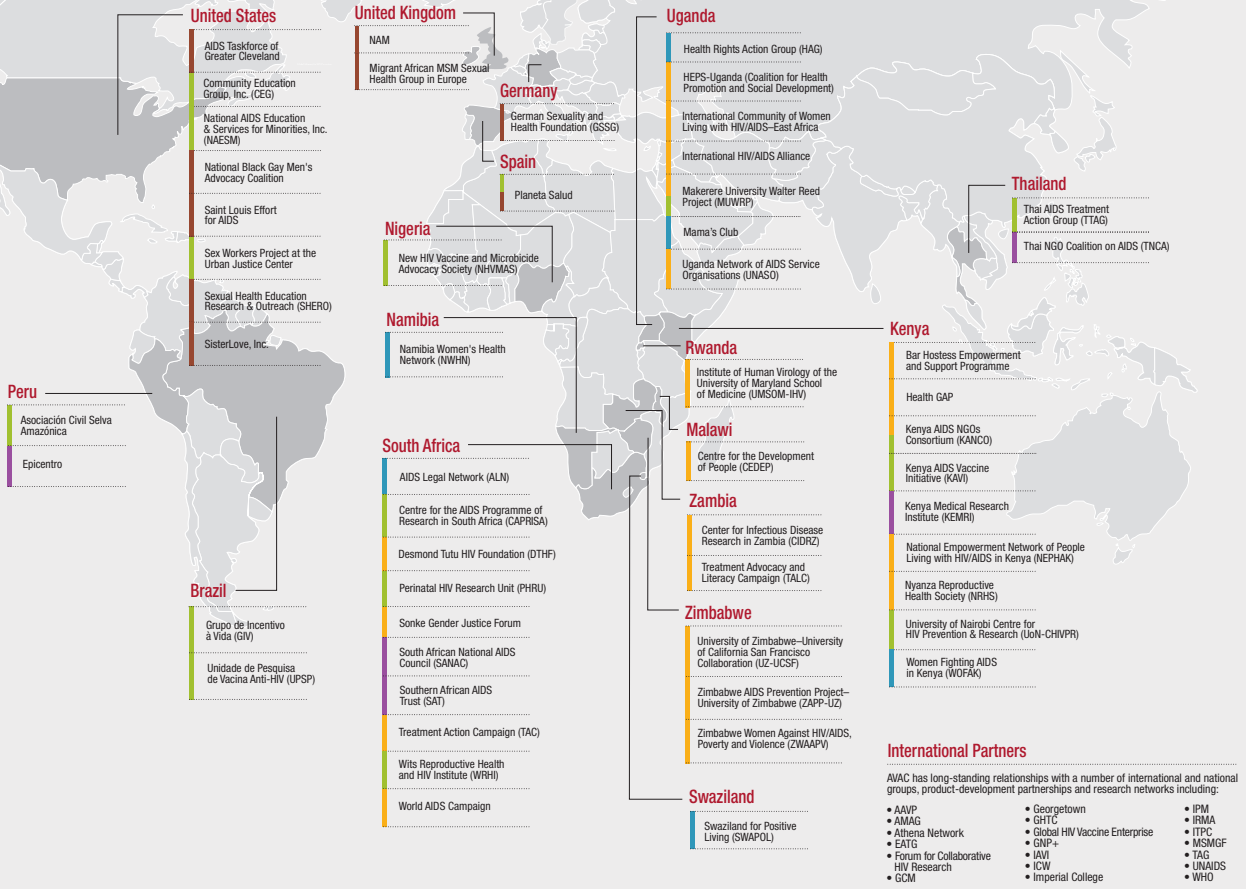 United States
AIDS Taskforce of
Greater Cleveland
Community Education
Group, Inc. (CEG)
National AIDS Education
& Services for Minorities, Inc.
(NAESM)
National Black Gay Men's
Advocacy Coalition
Saint Louis Effort
for AIDS
Sex Workers Project at the
Urban Justice Center
Sexual Health Education
Research & Outreach (SHERO)
SisterLove, Inc.
United Kingdom
NAM
Migrant African MSM Sexual
Health Group in Europe
Germany
German Sexuality and
Health Foundation (GSSG)
Spain
Planeta Salud
Nigeria
New HIV Vaccine and Microbicide
Advocacy Society (NHVMAS)
Namibia
Namibia Women's Health
Network (NWHN)
Peru
Asociación Civil Selva
Amazónica
Epicentro
Brazil
Grupo de Incentivo
à Vida (GIV)
Unidade de Pesquisa
de Vacina Anti-HIV (UPSP)
South Africa
AIDS Legal Network (ALN)
Centre for the AIDS Programme of
Research in South Africa (CAPRISA)
Desmond Tutu HIV Foundation (DTHF)
Perinatal HIV Research Unit (PHRU)
Sonke Gender Justice Forum
South African National AIDS
Council (SANAC)
Southern African AIDS
Trust (SAT)
Treatment Action Campaign (TAC)
Wits Reproductive Health
and HIV Institute (WRHI)
World AIDS Campaign
Uganda
Health Rights Action Group (HAG)
HEPS-Uganda (Coalition for Health
Promotion and Social Development)
International Community of Women
Living with HIV/AIDS–East Africa
International HIV/AIDS Alliance
Makerere University Walter Reed
Project (MUWRP)
Mama's Club
Uganda Network of AIDS Service
Organisations (UNASO)
Rwanda
Institute of Human Virology of the
University of Maryland School
of Medicine (UMSOM-IHV)
Malawi
Centre for the Development
of People (CEDEP)
Zambia
Center for Infectious Disease
Research in Zambia (CIDRZ)
Treatment Advocacy and
Literacy Campaign (TALC)
Zimbabwe
University of Zimbabwe–University
of California San Francisco
Collaboration (UZ-UCSF)
Zimbabwe AIDS Prevention Project–
University of Zimbabwe (ZAPP-UZ)
Zimbabwe Women Against HIV/AIDS,
Poverty and Violence (ZWAAPV)
Swaziland
Swaziland for Positive
Living (SWAPOL)
Thailand
Thai AIDS Treatment
Action Group (TTAG)
Thai NGO Coalition on AIDS (TNCA)
Kenya
Bar Hostess Empowerment
and Support Programme
Health GAP
Kenya AIDS NGOs
Consortium (KANCO)
Kenya AIDS Vaccine
Initiative (KAVI)
Kenya Medical Research
Institute (KEMRI)
National Empowerment Network of People
Living with HIV/AIDS in Kenya (NEPHAK)
Nyanza Reproductive
Health Society (NRHS)
University of Nairobi Centre for
HIV Prevention & Research (UoN-CHIVPR)
Women Fighting AIDS
in Kenya (WOFAK)
International Partners
AVAC has long-standing relationships with a number of international and national
groups, product-development partnerships and research networks including:
• AAVP
• AMAG
• Athena Network
• EATG
• Forum for Collaborative
HIV Research
• GCM
• Georgetown
• GHTC
• Global HIV Vaccine Enterprise
• GNP+
• IAVI
• ICW
• Imperial College
• IPM
• IRMA
• ITPC
• MSMGF
• TAG
• UNAIDS
• WHO